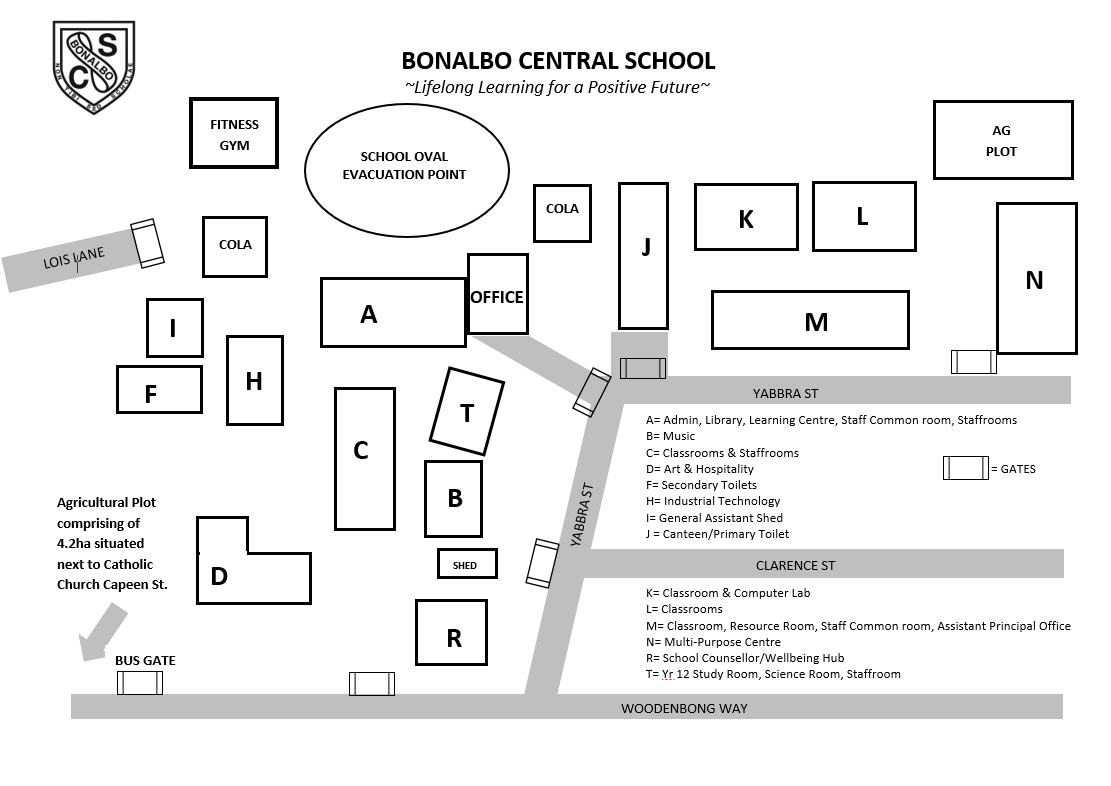 S
BONALBO
C
NON TIBI SED SCHOLAE
BONALBO CENTRAL SCHOOL
~Lifelong Learning for a Positive Future~
FITNESS
GYM
SCHOOL OVAL
EVACUATION POINT
AG
PLOT
COLA
COLA
J
K
L
N
LOIS LANE
I
A
OFFICE
M
F
H
T
C
B
YABBRA ST
A= Admin, Library, Learning Centre, Staff Common room, Staffrooms
B= Music
C= Classrooms & Staffrooms
D= Art & Hospitality
F= Secondary Toilets
H= Industrial Technology
I= General Assistant Shed
J = Canteen/Primary Toilet
= GATES
YABBRA ST
Agricultural Plot
comprising of
4.2ha situated
next to Catholic
Church Capeen St.
D
SHED
R
CLARENCE ST
K= Classroom & Computer Lab
L= Classrooms
M= Classroom, Resource Room, Staff Common room, Assistant Principal Office
N= Multi-Purpose Centre
R= School Counsellor/Wellbeing Hub
T= Yr 12 Study Room, Science Room, Staffroom
BUS GATE
WOODENBONG WAY